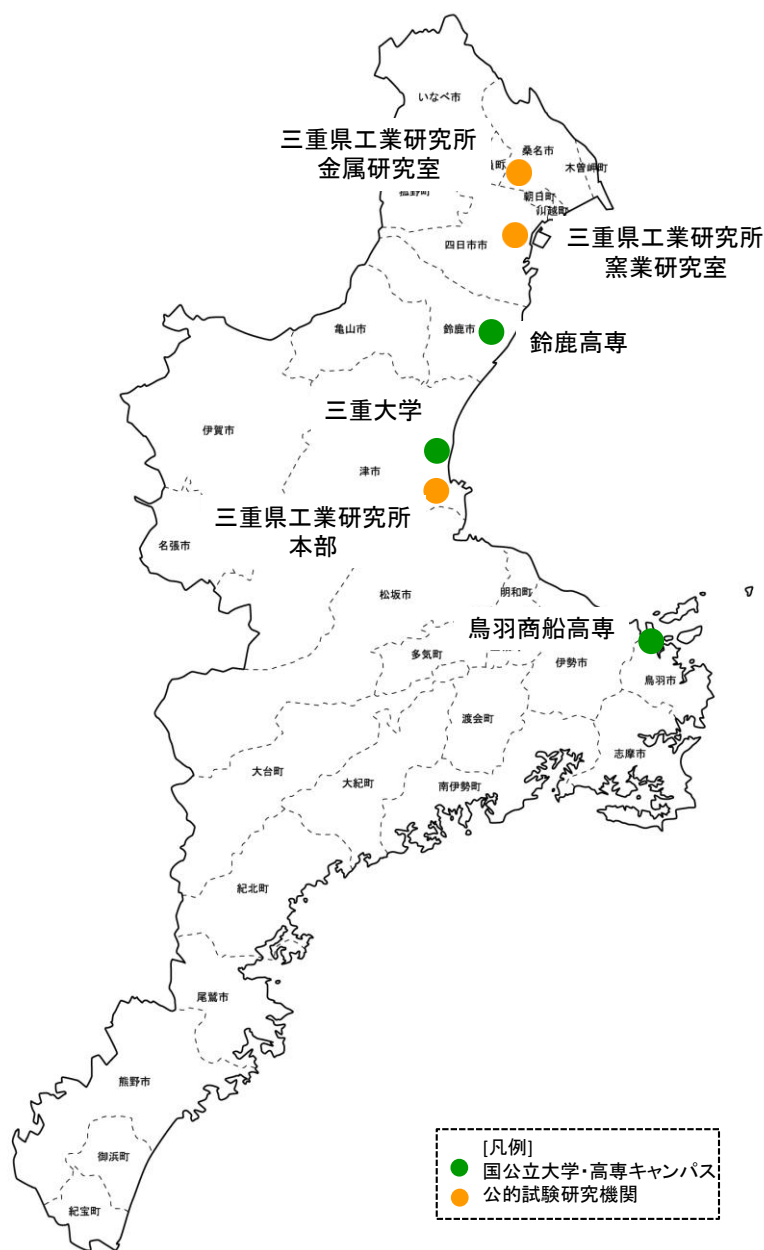 いなべ市
三重県工業研究所
金属研究室
桑名市
木曽岬町
朝日町
川越町
四日市市
三重県工業研究所
窯業研究室
亀山市
鈴鹿市
鈴鹿高専
三重大学
伊賀市
津市
三重県工業研究所
本部
名張市
松坂市
明和町
鳥羽商船高専
多気町
伊勢市
鳥羽市
渡会町
志摩市
大台町
大紀町
南伊勢町
紀北町
尾鷲市
熊野市
御浜町
紀宝町
[凡例]
国公立大学・高専キャンパス
公的試験研究機関